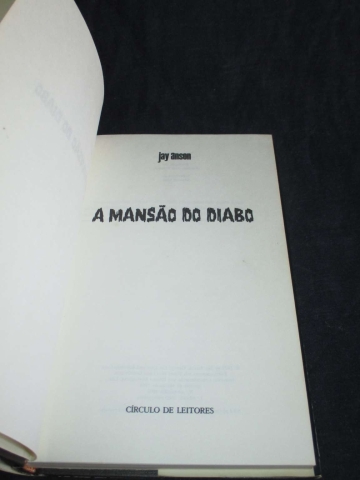 jay anson
A MANSÃO DO DIABO
CÍRCULO DE LEITORES